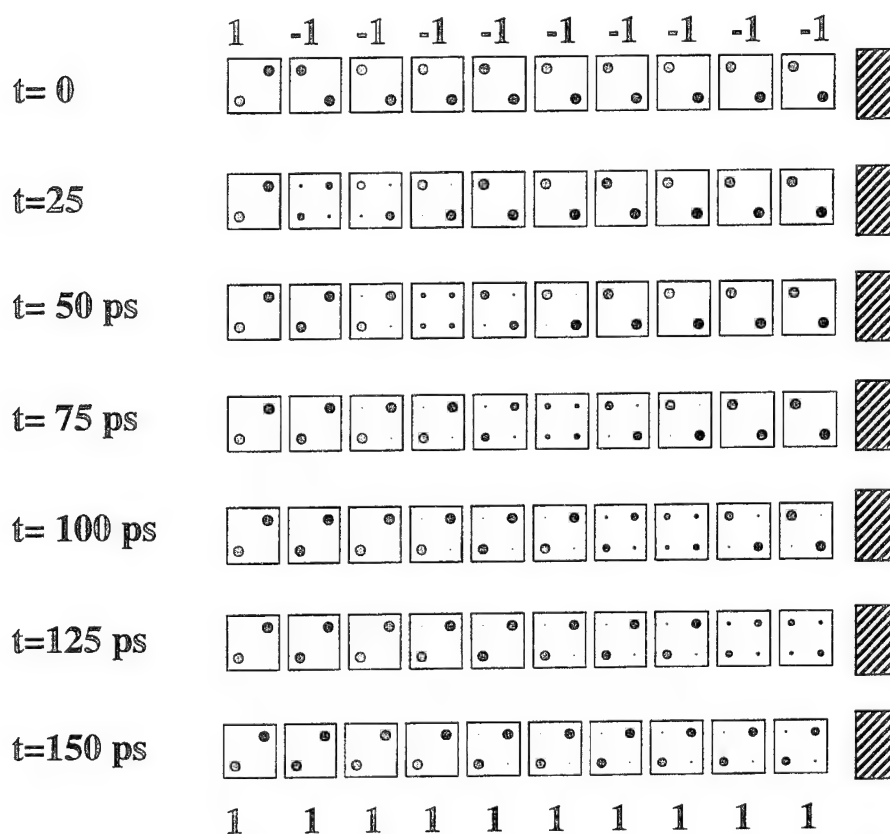 1 -1 -1 -1 -1 -1 -1 -1 -1 -1
t= 0
t=25
t= 50 ps
t= 75 ps
t= 100 ps
t=125 ps
t=150 ps
1 1 1 1 1 1 1 1 1 1